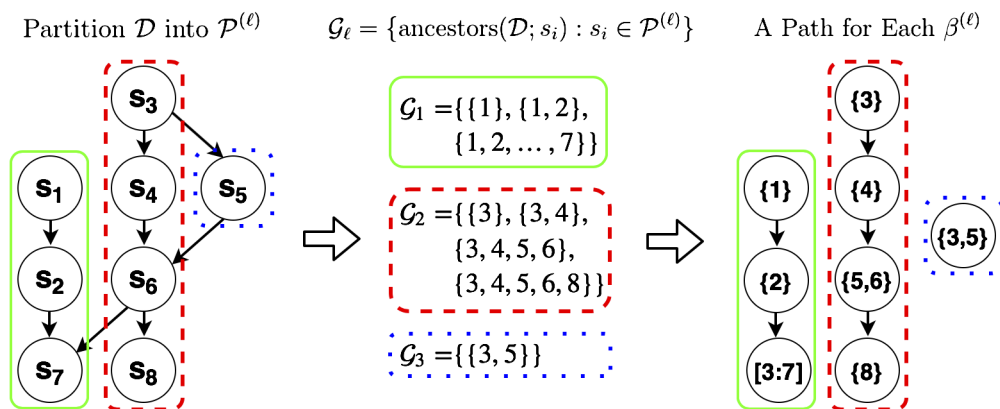 Partition 𝒟 into 𝒫^(ℓ)
s₃
s₁
s₄
s₅
s₂
s₆
s₇
s₈
𝒢_ℓ = {ancestors(𝒟; s_i) : s_i ∈ 𝒫^(ℓ)}
𝒢₁ ={{1}, {1, 2},
{1, 2, …, 7}}
𝒢₂ ={{3}, {3, 4},
{3, 4, 5, 6},
{3, 4, 5, 6, 8}}
𝒢₃ ={{3, 5}}
A Path for Each β^(ℓ)
{3}
{1}
{4}
{3,5}
{2}
{5,6}
[3:7]
{8}